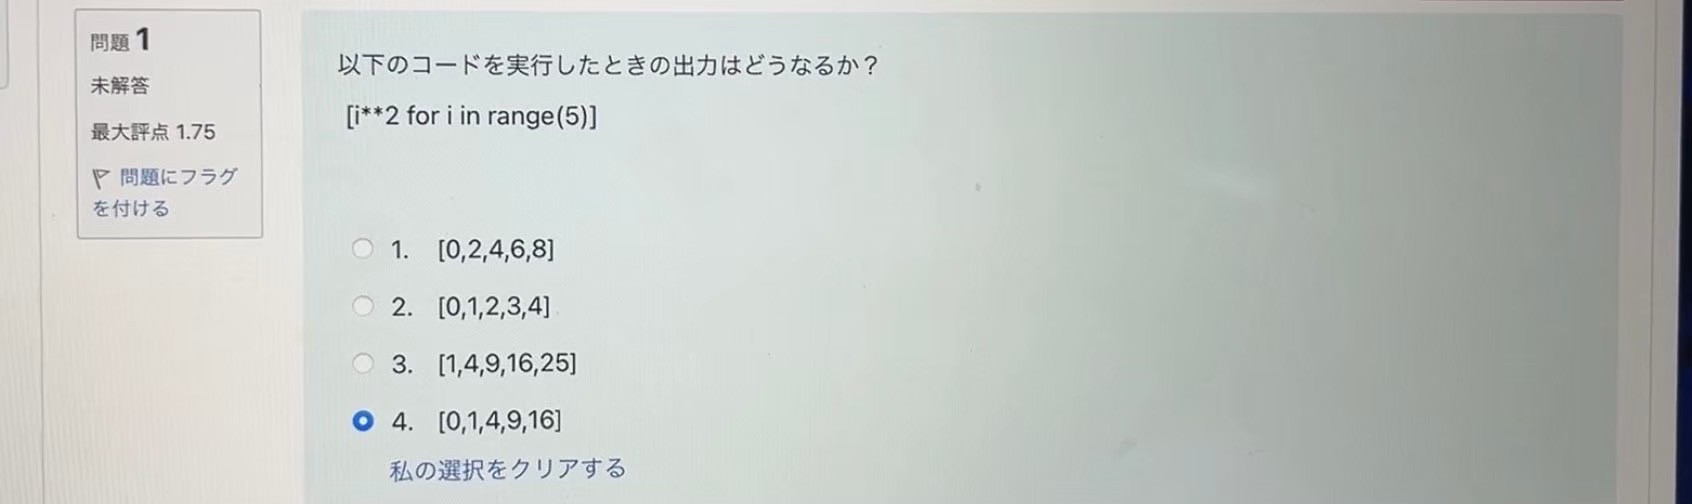 問題 1
未解答
最大評点 1.75
問題にフラグ
を付ける
以下のコードを実行したときの出力はどうなるか？
[i**2 for i in range(5)]
1. [0,2,4,6,8]
2. [0,1,2,3,4]
3. [1,4,9,16,25]
4. [0,1,4,9,16]
私の選択をクリアする